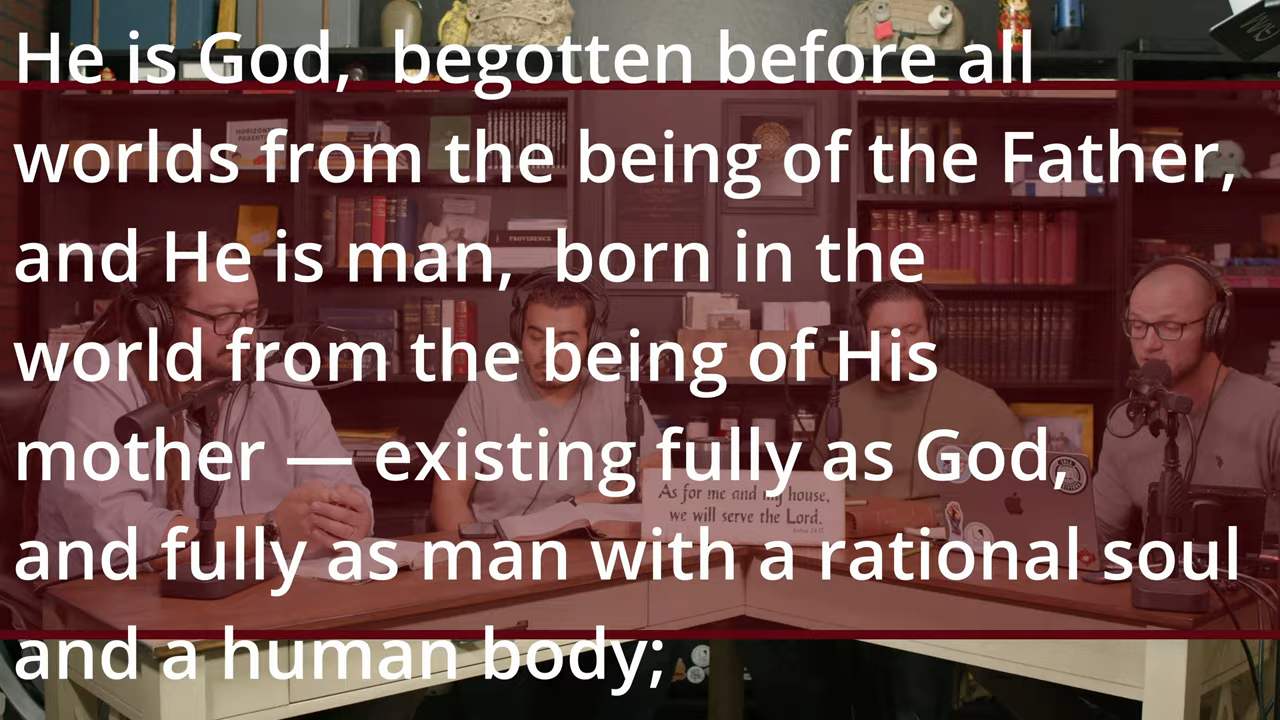 He is God, begotten before all
worlds from the being of the Father,
and He is man, born in the
world from the being of His
mother — existing fully as God,
and fully as man with a rational soul
and a human body;
PROVIDENCE
As for me and my house,
we will serve the Lord.